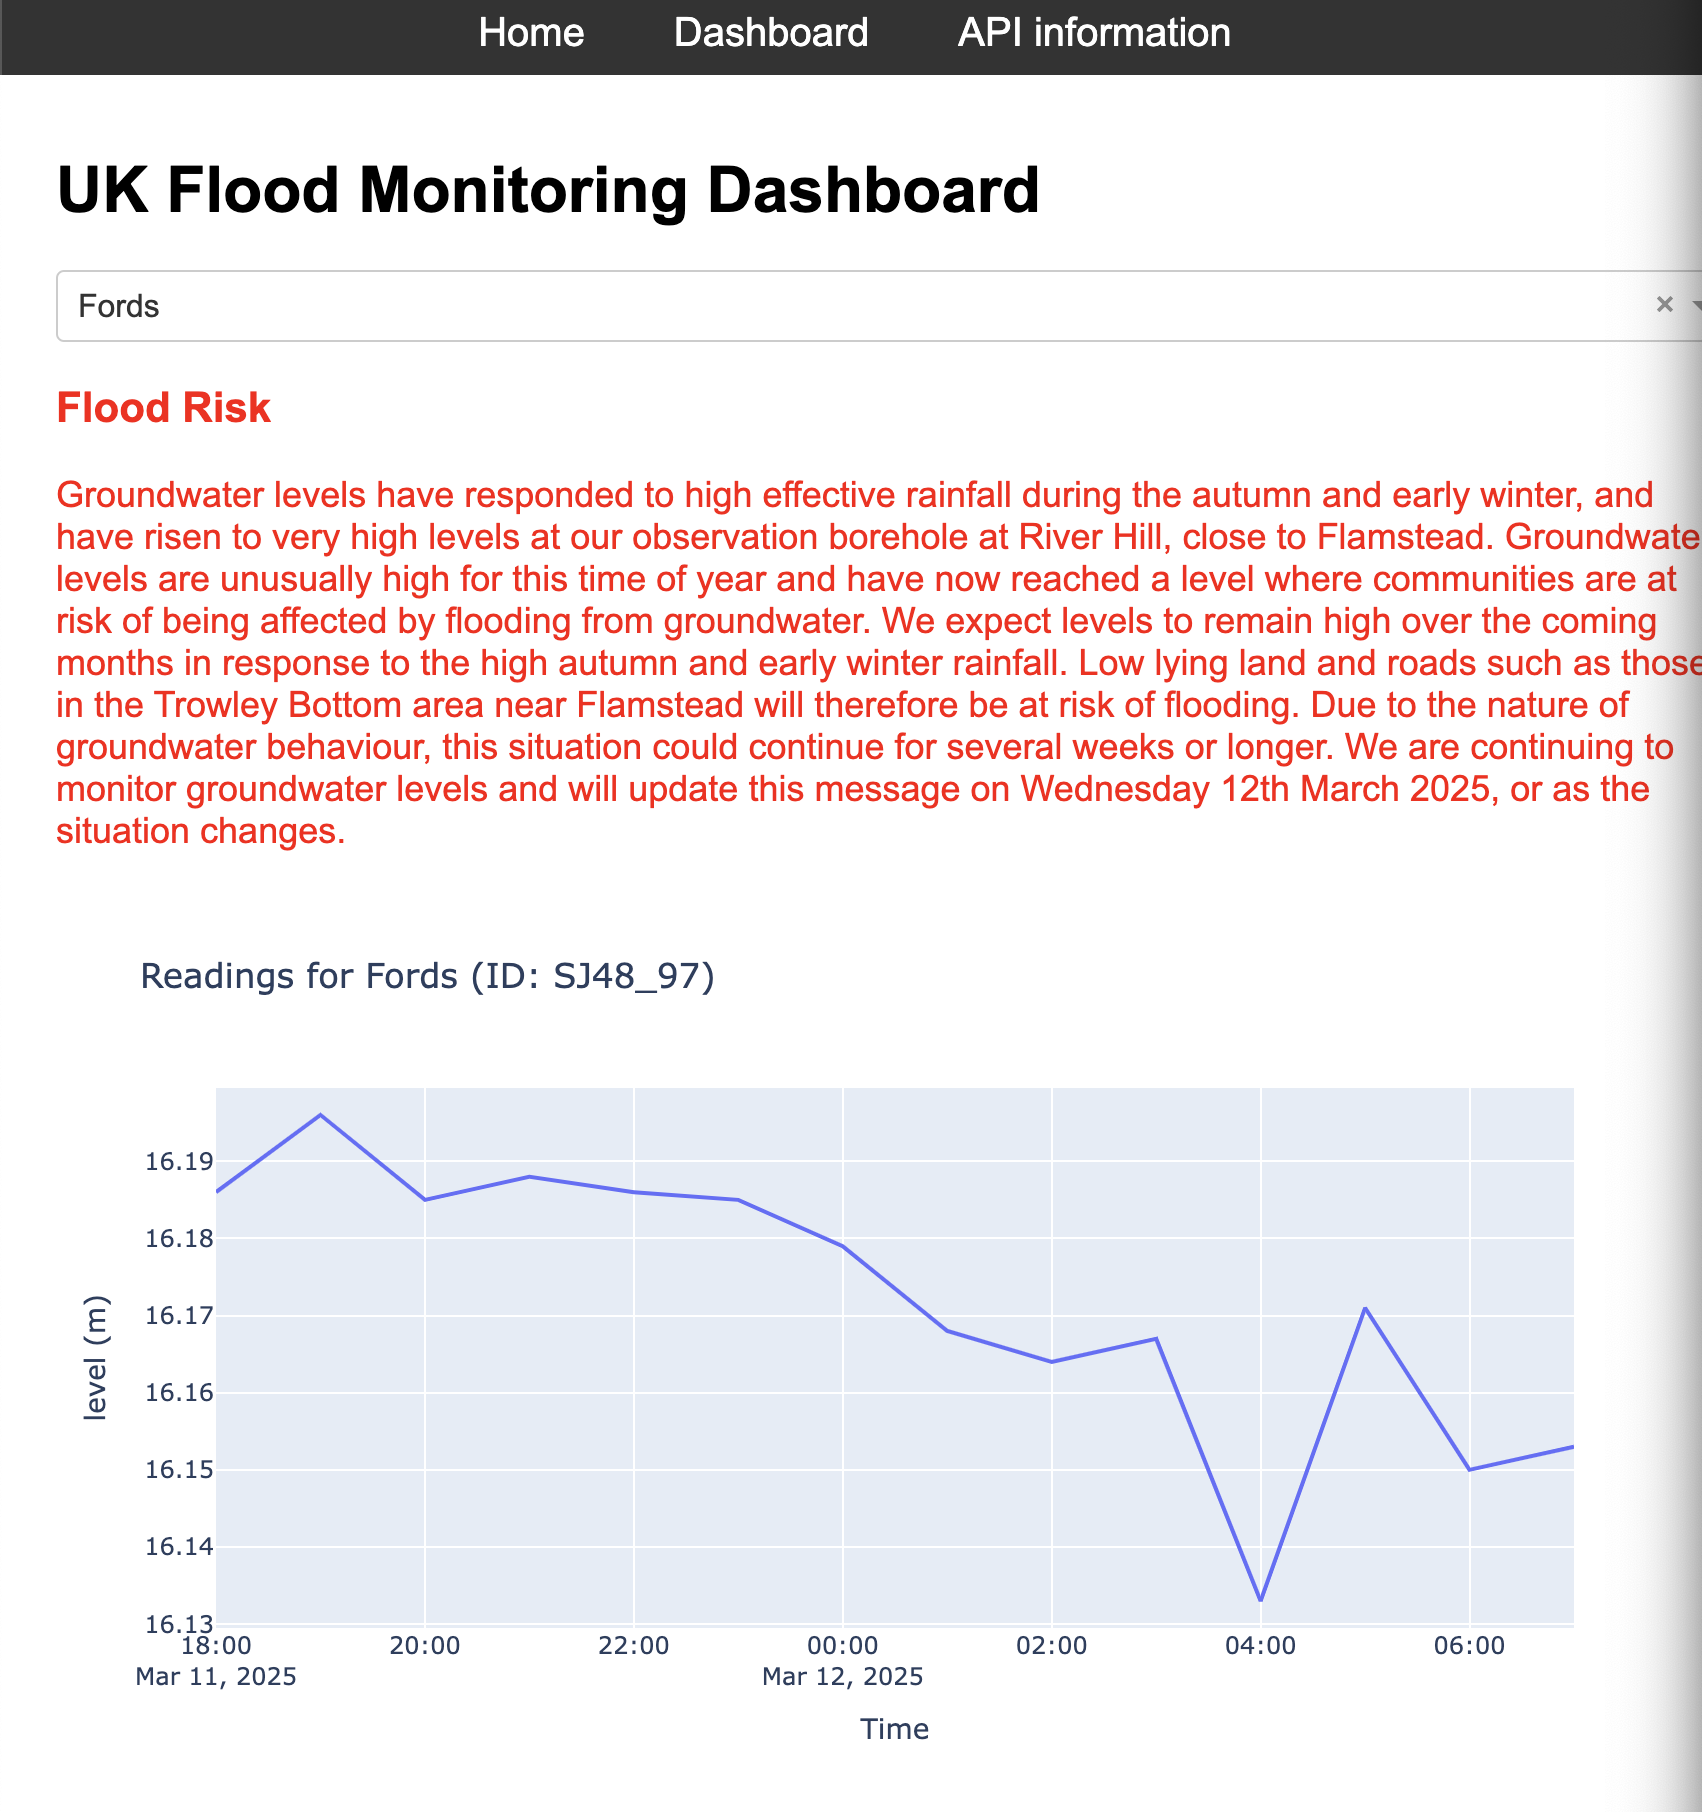 Home Dashboard API information
UK Flood Monitoring Dashboard
Fords ×
Flood Risk
Groundwater levels have responded to high effective rainfall during the autumn and early winter, and
have risen to very high levels at our observation borehole at River Hill, close to Flamstead. Groundwate
levels are unusually high for this time of year and have now reached a level where communities are at
risk of being affected by flooding from groundwater. We expect levels to remain high over the coming
months in response to the high autumn and early winter rainfall. Low lying land and roads such as those
in the Trowley Bottom area near Flamstead will therefore be at risk of flooding. Due to the nature of
groundwater behaviour, this situation could continue for several weeks or longer. We are continuing to
monitor groundwater levels and will update this message on Wednesday 12th March 2025, or as the
situation changes.
Readings for Fords (ID: SJ48_97)
level (m)
16.19
16.18
16.17
16.16
16.15
16.14
16.13
18:00 20:00 22:00 00:00 02:00 04:00 06:00
Mar 11, 2025 Mar 12, 2025
Time